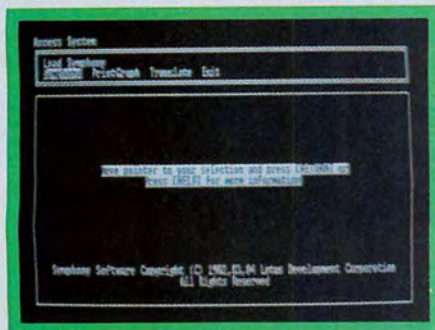 Access System
Load Symphony
Symphony PrintGraph Translate Exit
Move pointer to your selection and press [RETURN] or
Press [HELP] for more information
Symphony Software Copyright (C) 1982,83,84 Lotus Development Corporation
All Rights Reserved